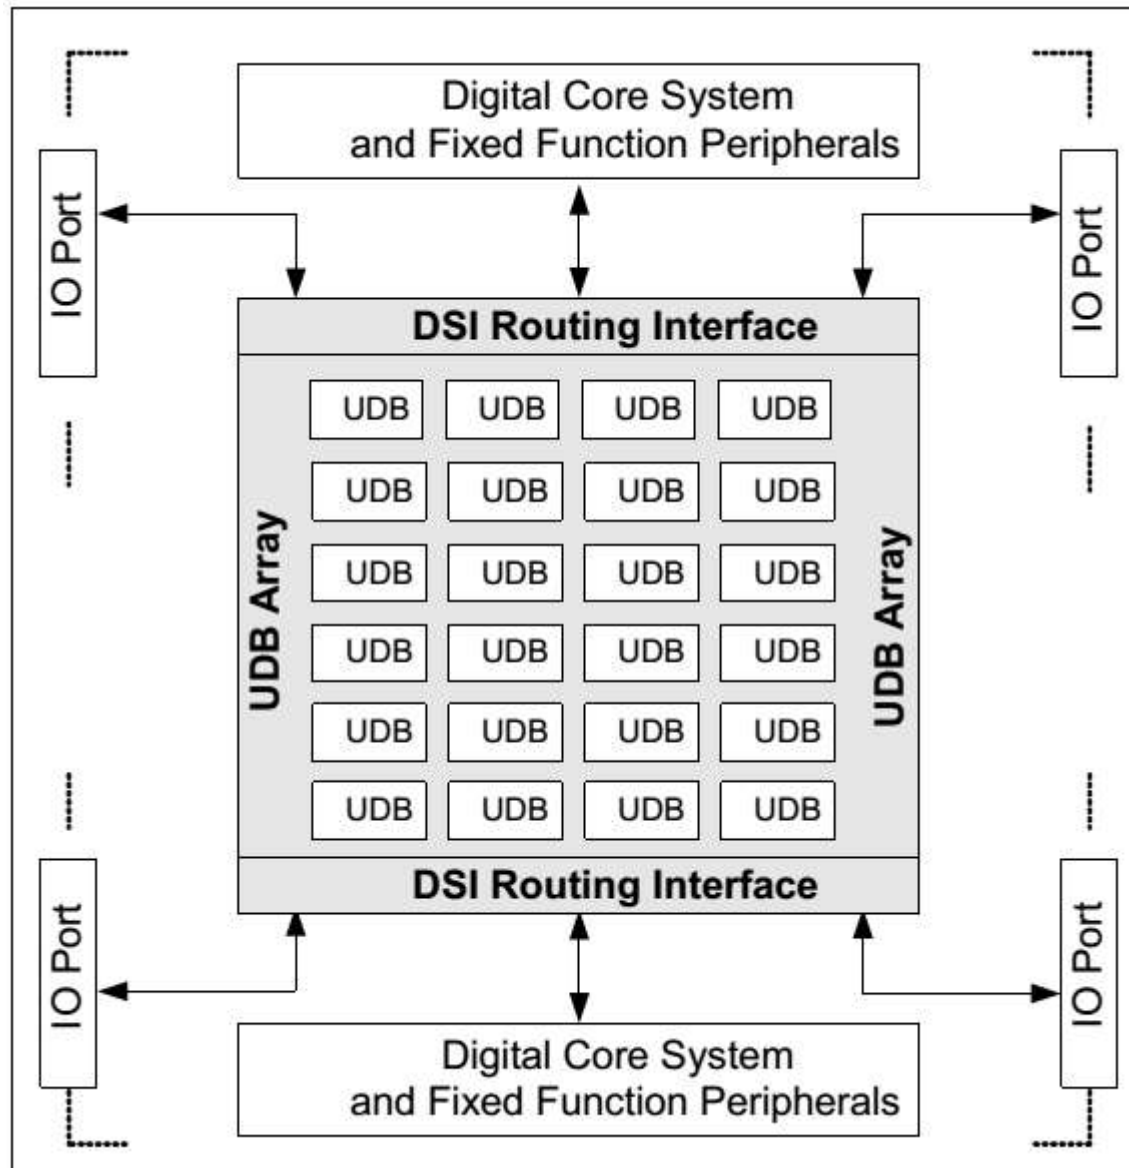 Digital Core System
and Fixed Function Peripherals
IO Port
IO Port
DSI Routing Interface
UDB UDB UDB UDB
UDB UDB UDB UDB
UDB UDB UDB UDB
UDB UDB UDB UDB
UDB UDB UDB UDB
UDB UDB UDB UDB
UDB Array
UDB Array
DSI Routing Interface
IO Port
IO Port
Digital Core System
and Fixed Function Peripherals